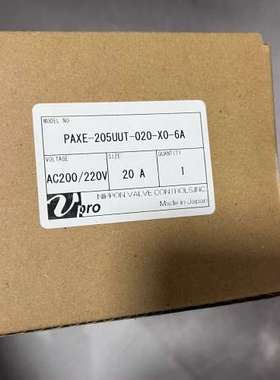 MODEL NO
PAXE-205UUT-020-X0-6A
VOLTAGE SIZE QUANTITY
AC200/220V 20 A 1
NIPPON VALVE CONTROLS,INC.
Made in Japan
Vpro